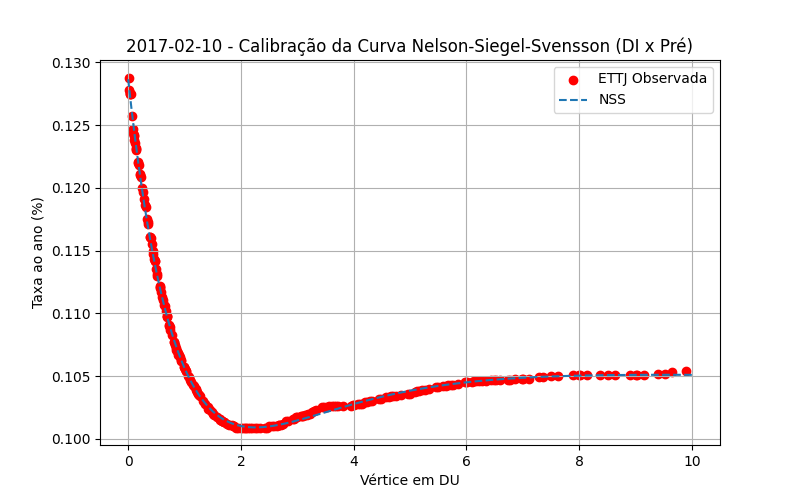 2017-02-10 - Calibração da Curva Nelson-Siegel-Svensson (DI x Pré)
ETTJ Observada
NSS
Taxa ao ano (%)
0.130
0.125
0.120
0.115
0.110
0.105
0.100
0 2 4 6 8 10
Vértice em DU